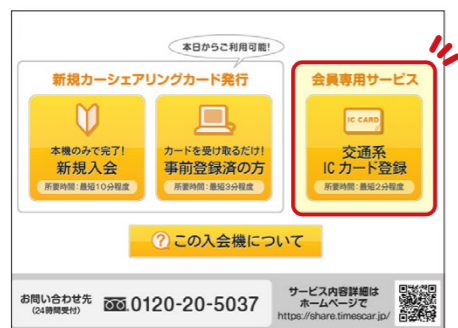 本日からご利用可能!
新規カーシェアリングカード発行
会員専用サービス
本機のみで完了!
新規入会
所要時間:最短10分程度
カードを受け取るだけ!
事前登録済の方
所要時間:最短3分程度
IC CARD
交通系
ICカード登録
所要時間:最短2分程度
? この入会機について
お問い合わせ先
(24時間受付)
0120-20-5037
サービス内容詳細は
ホームページで
https://share.timescar.jp/